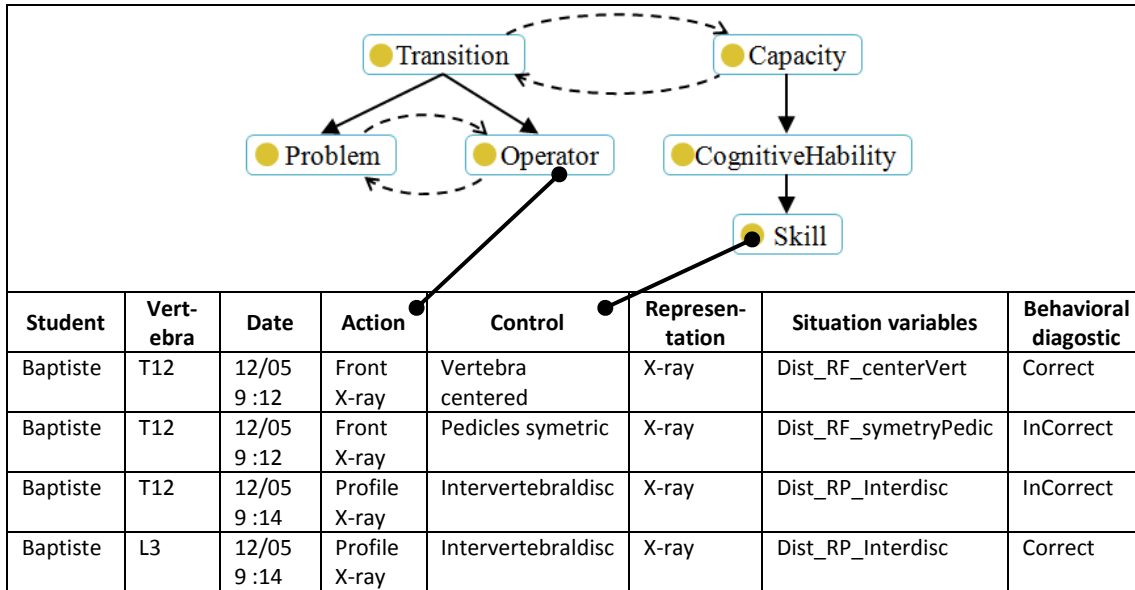 Transition
Capacity
Problem
Operator
CognitiveHability
Skill
Student
Vert-
ebra
Date
Action
Control
Represen-
tation
Situation variables
Behavioral
diagostic
Baptiste
T12
12/05
9 :12
Front
X-ray
Vertebra
centered
X-ray
Dist_RF_centerVert
Correct
Baptiste
T12
12/05
9 :12
Front
X-ray
Pedicles symetric
X-ray
Dist_RF_symetryPedic
InCorrect
Baptiste
T12
12/05
9 :14
Profile
X-ray
Intervertebraldisc
X-ray
Dist_RP_Interdisc
InCorrect
Baptiste
L3
12/05
9 :14
Profile
X-ray
Intervertebraldisc
X-ray
Dist_RP_Interdisc
Correct